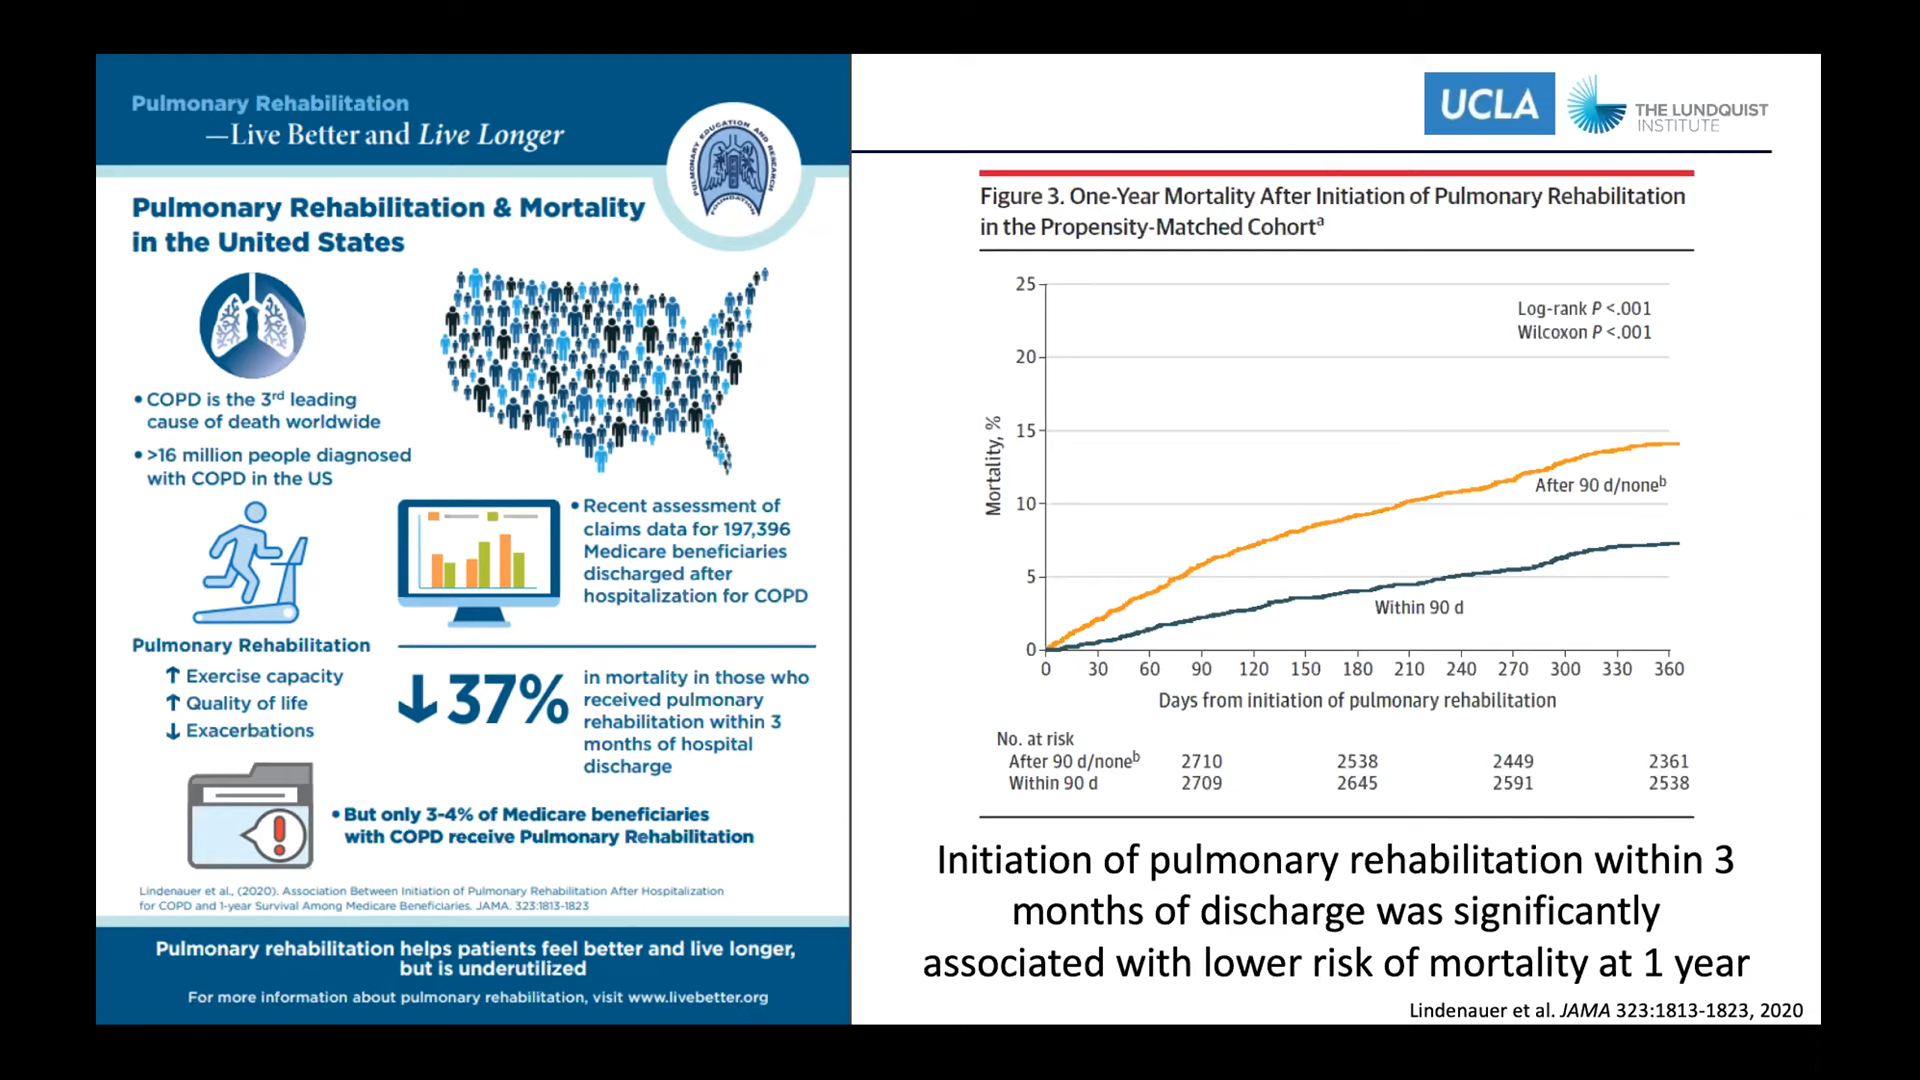 Pulmonary Rehabilitation
—Live Better and Live Longer
PULMONARY EDUCATION AND RESEARCH FOUNDATION
Pulmonary Rehabilitation & Mortality
in the United States
• COPD is the 3rd leading
cause of death worldwide
• >16 million people diagnosed
with COPD in the US
• Recent assessment of
claims data for 197,396
Medicare beneficiaries
discharged after
hospitalization for COPD
Pulmonary Rehabilitation
↑ Exercise capacity
↑ Quality of life
↓ Exacerbations
↓37%
in mortality in those who
received pulmonary
rehabilitation within 3
months of hospital
discharge
• But only 3-4% of Medicare beneficiaries
with COPD receive Pulmonary Rehabilitation
Lindenauer et al., (2020). Association Between Initiation of Pulmonary Rehabilitation After Hospitalization
for COPD and 1-year Survival Among Medicare Beneficiaries. JAMA. 323:1813-1823
Pulmonary rehabilitation helps patients feel better and live longer,
but is underutilized
For more information about pulmonary rehabilitation, visit www.livebetter.org
UCLA
THE LUNDQUIST
INSTITUTE
Figure 3. One-Year Mortality After Initiation of Pulmonary Rehabilitation
in the Propensity-Matched Cohorta
25
20
15
10
5
0
Mortality, %
Log-rank P <.001
Wilcoxon P <.001
After 90 d/noneb
Within 90 d
0 30 60 90 120 150 180 210 240 270 300 330 360
Days from initiation of pulmonary rehabilitation
No. at risk
After 90 d/noneb 2710 2538 2449 2361
Within 90 d 2709 2645 2591 2538
Initiation of pulmonary rehabilitation within 3
months of discharge was significantly
associated with lower risk of mortality at 1 year
Lindenauer et al. JAMA 323:1813-1823, 2020